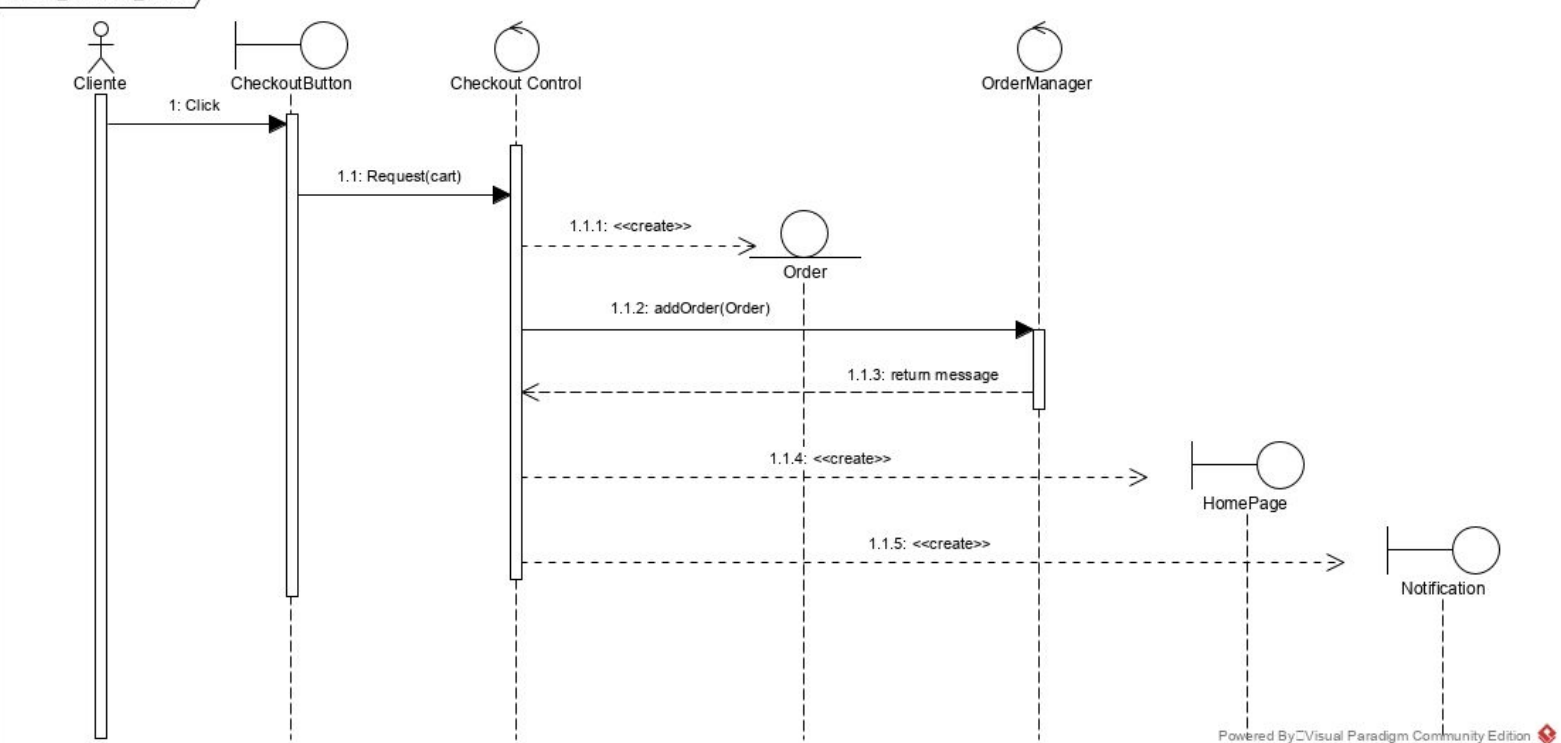 Cliente
CheckoutButton
Checkout Control
OrderManager
1: Click
1.1: Request(cart)
1.1.1: <<create>>
Order
1.1.2: addOrder(Order)
1.1.3: return message
1.1.4: <<create>>
HomePage
1.1.5: <<create>>
Notification
Powered By Visual Paradigm Community Edition